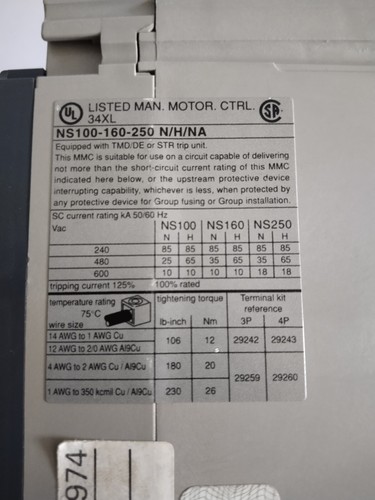 UL LISTED MAN. MOTOR. CTRL. SA
34XL
NS100-160-250 N/H/NA
Equipped with TMD/DE or STR trip unit.
This MMC is suitable for use on a circuit capable of delivering
not more than the short-circuit current rating of this MMC
indicated here below, or the upstream protective device
interrupting capability, whichever is less, when protected by
any protective device for Group fusing or Group installation.
SC current rating kA 50/60 Hz
Vac NS100 NS160 NS250
N H N H N H
240 85 85 85 85 85 85
480 25 65 35 65 35 65
600 10 10 10 10 18 18
tripping current 125% 100% rated
temperature rating tightening torque Terminal kit
75°C reference
wire size lb-inch Nm 3P 4P
14 AWG to 1 AWG Cu
12 AWG to 2/0 AWG Al9Cu 106 12 29242 29243
4 AWG to 2 AWG Cu / Al9Cu 180 20
29259 29260
1 AWG to 350 kcmil Cu / Al9Cu 230 26
974